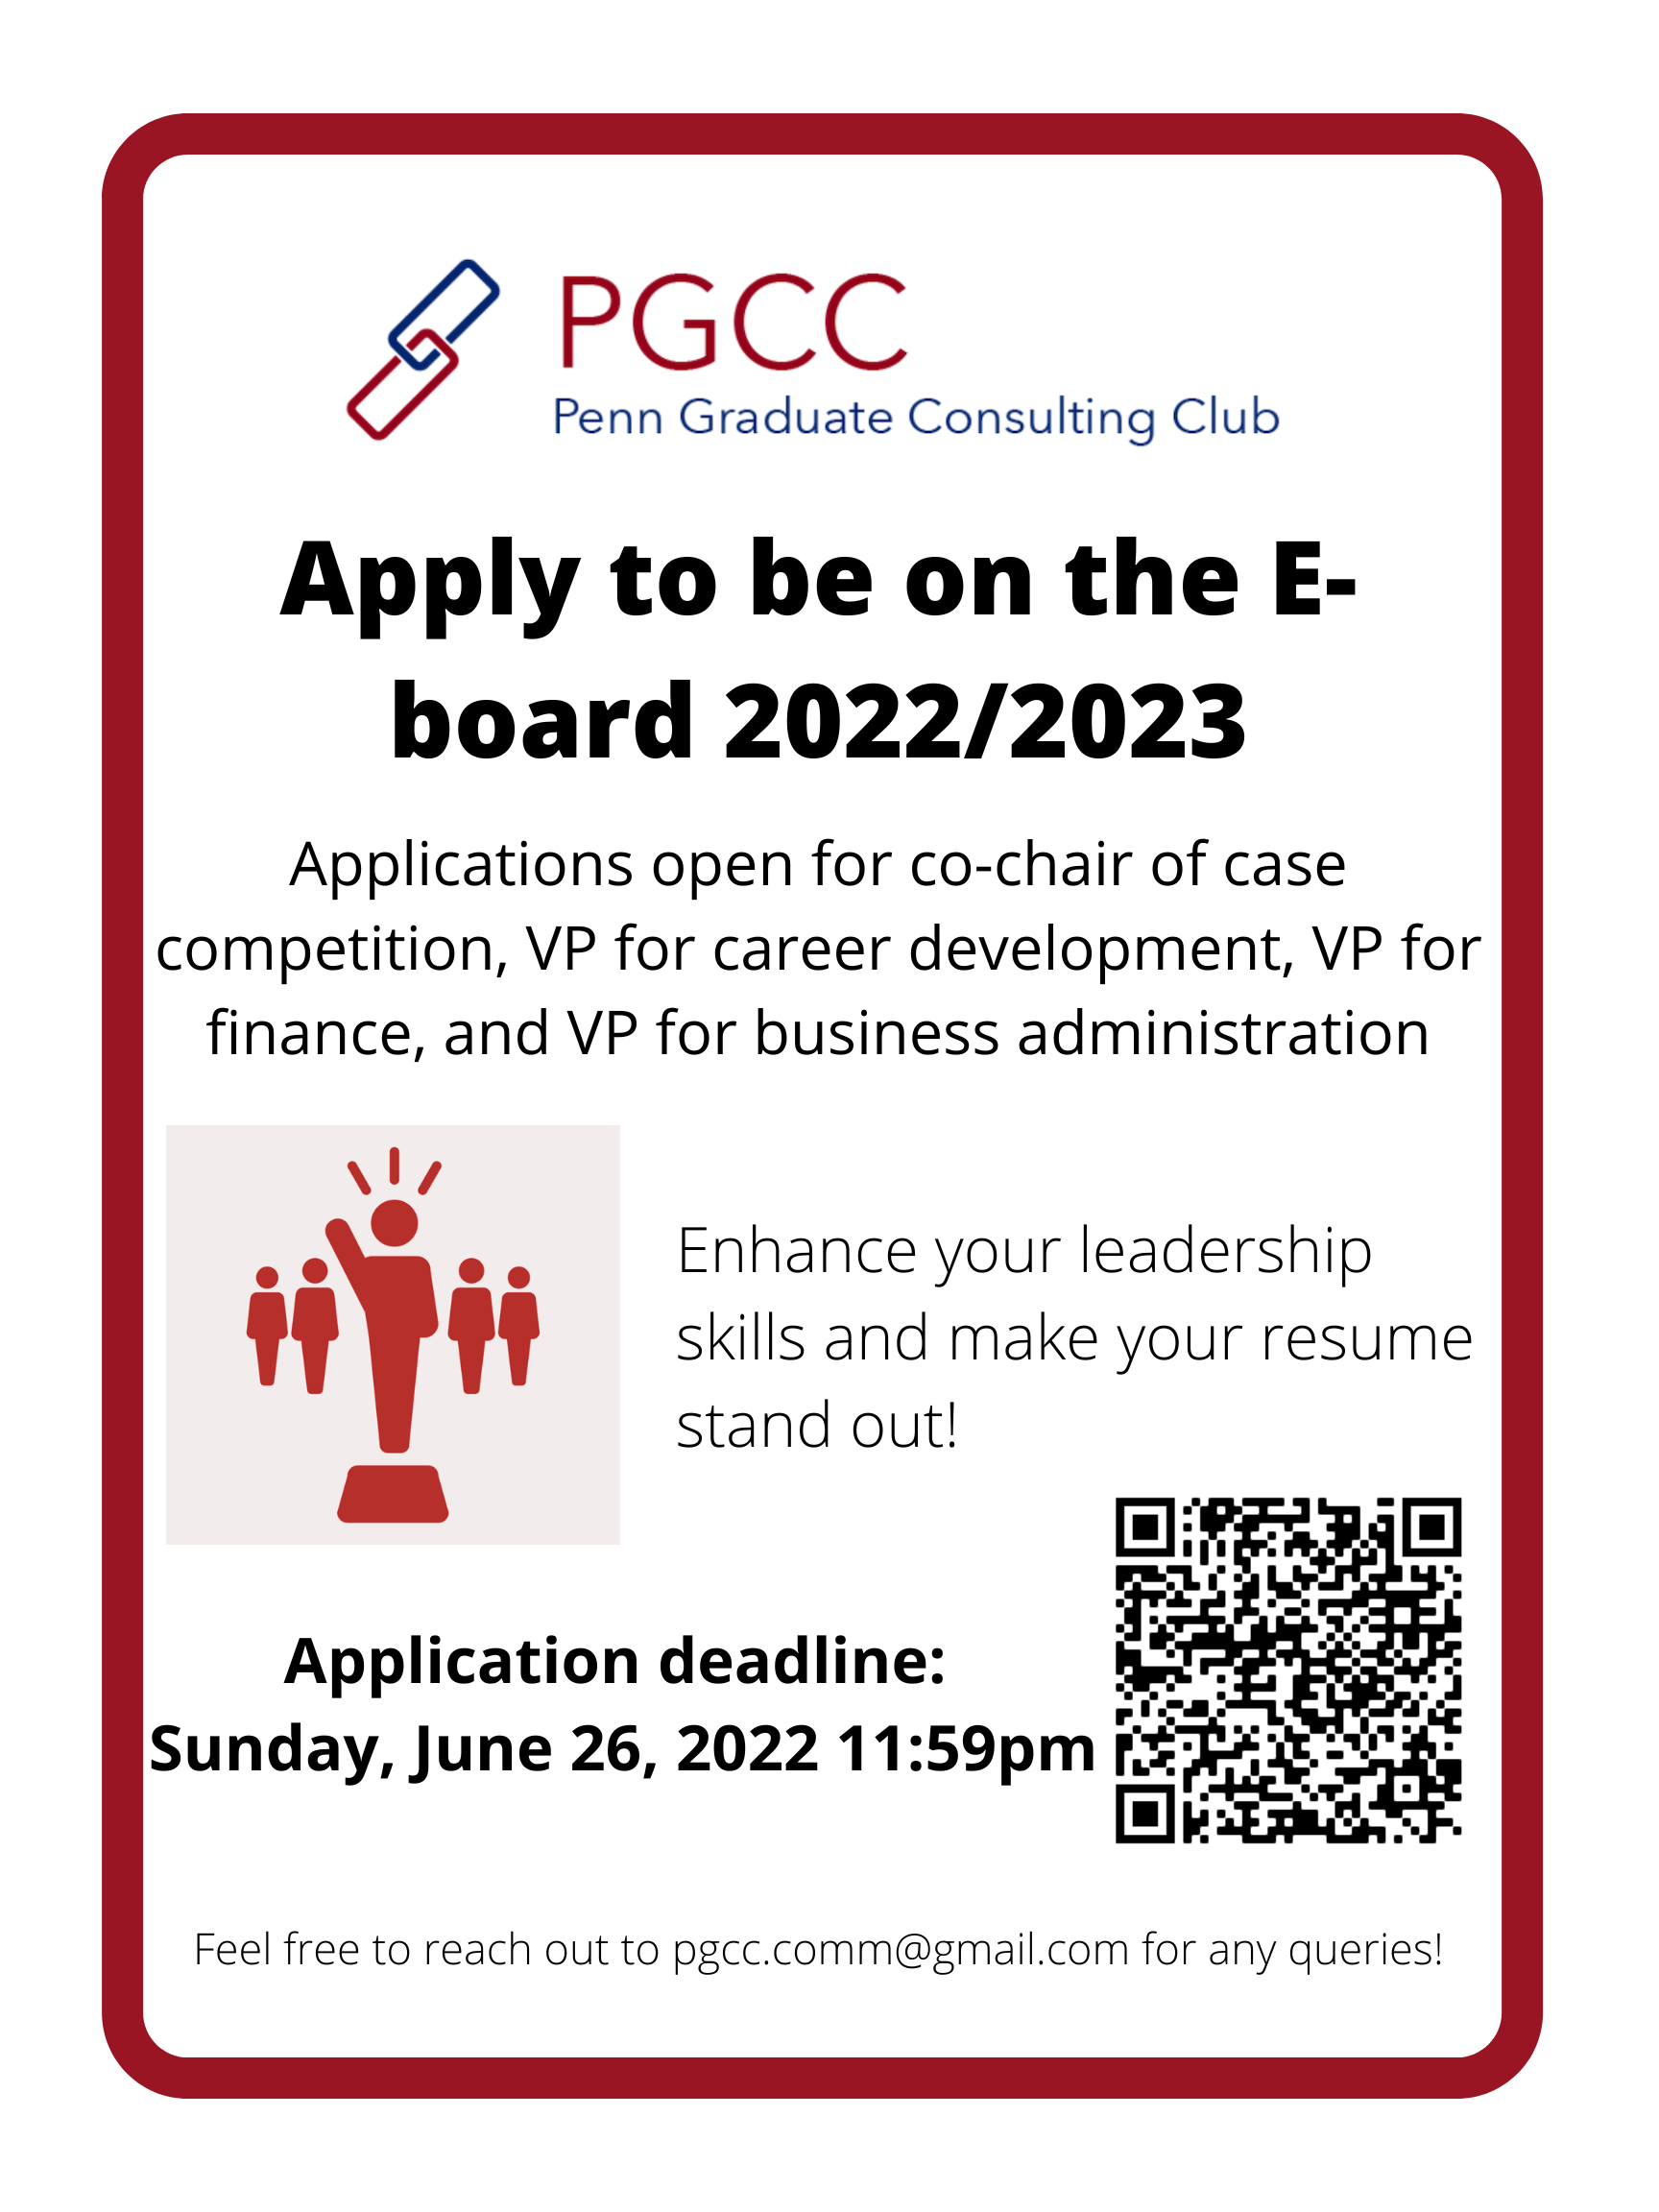 PGCC
Penn Graduate Consulting Club
Apply to be on the E-
board 2022/2023
Applications open for co-chair of case
competition, VP for career development, VP for
finance, and VP for business administration
Enhance your leadership
skills and make your resume
stand out!
Application deadline:
Sunday, June 26, 2022 11:59pm
Feel free to reach out to pgcc.comm@gmail.com for any queries!